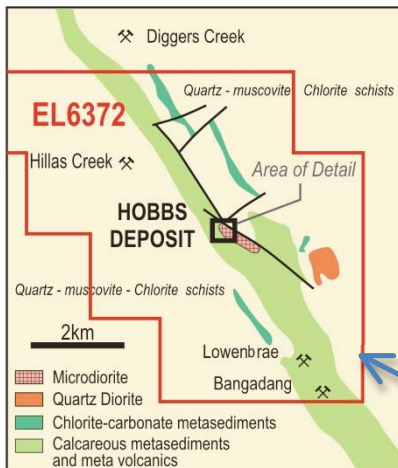 Diggers Creek
Quartz - muscovite Chlorite schists
EL6372
Hillas Creek
Area of Detail
HOBBS
DEPOSIT
Quartz - muscovite - Chlorite schists
2km
Lowenbrae
Bangadang
Microdiorite
Quartz Diorite
Chlorite-carbonate metasediments
Calcareous metasediments
and meta volcanics